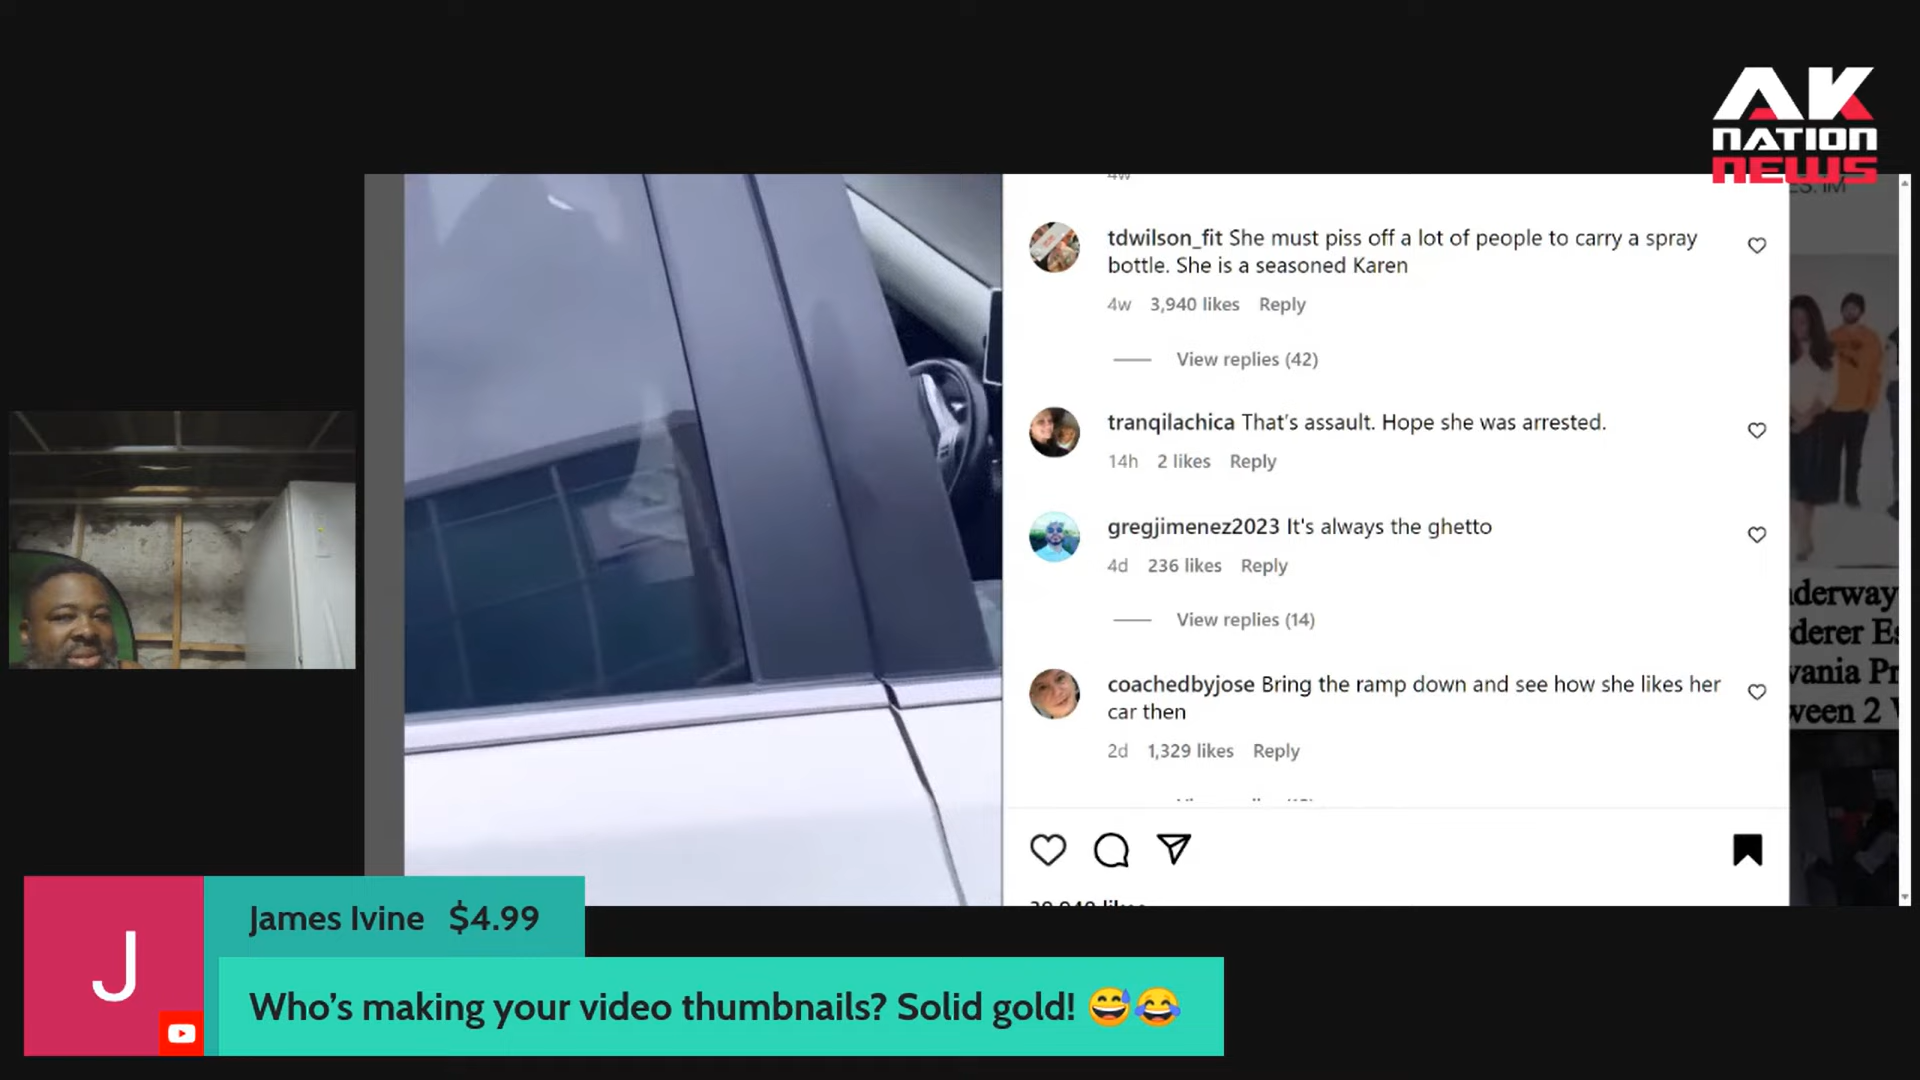 AK
NATION
NEWS
4w
tdwilson_fit She must piss off a lot of people to carry a spray
bottle. She is a seasoned Karen
4w 3,940 likes Reply
View replies (42)
tranqilachica That's assault. Hope she was arrested.
14h 2 likes Reply
gregjimenez2023 It's always the ghetto
4d 236 likes Reply
View replies (14)
coachedbyjose Bring the ramp down and see how she likes her
car then
2d 1,329 likes Reply
derway
derer Es
vania Pr
ween 2
J
James Ivine $4.99
Who's making your video thumbnails? Solid gold! 😅😂